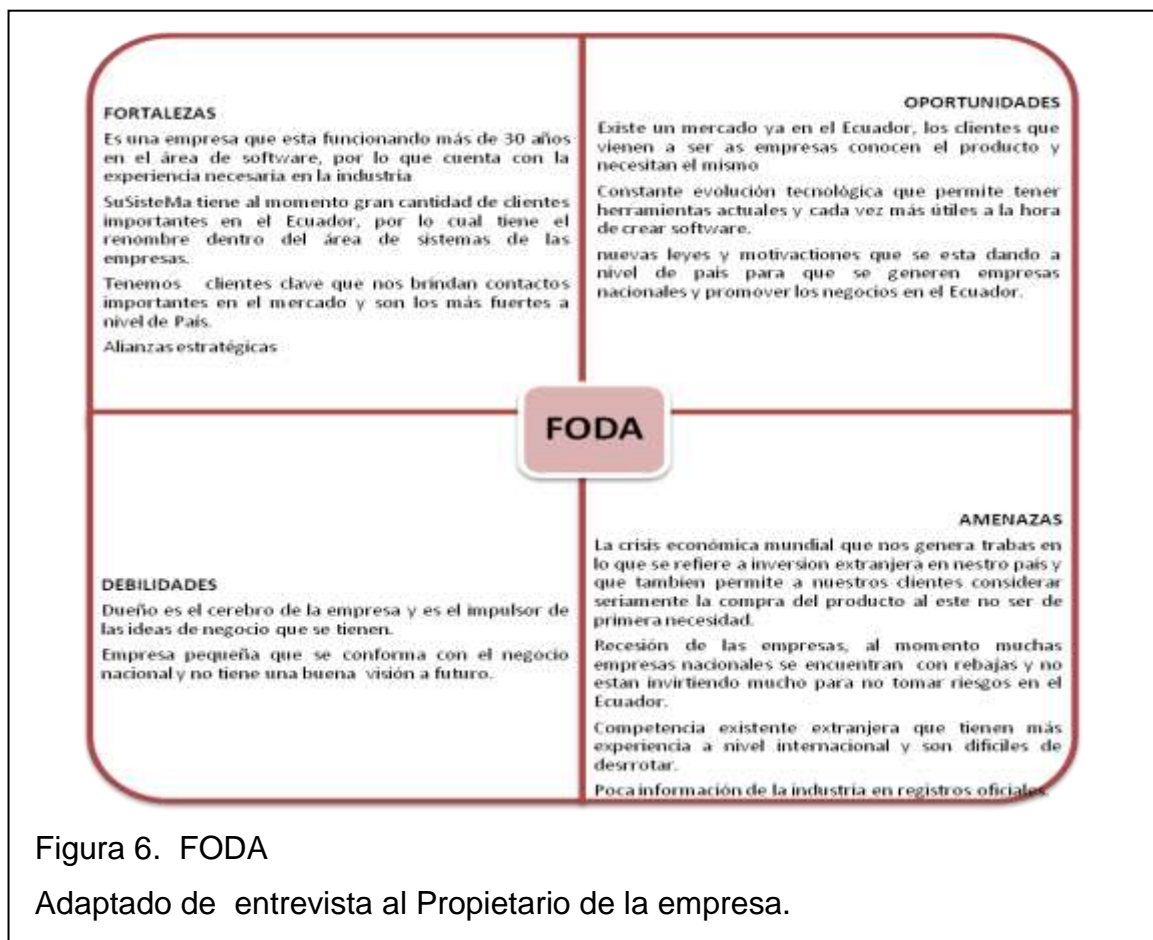 FORTALEZAS
Es una empresa que esta funcionando más de 30 años
en el área de software, por lo que cuenta con la
experiencia necesaria en la industria
SuSisteMa tiene al momento gran cantidad de clientes
importantes en el Ecuador, por lo cual tiene el
renombre dentro del área de sistemas de las
empresas.
Tenemos clientes clave que nos brindan contactos
importantes en el mercado y son los más fuertes a
nivel de País.
Alianzas estratégicas
OPORTUNIDADES
Existe un mercado ya en el Ecuador, los clientes que
vienen a ser as empresas conocen el producto y
necesitan el mismo
Constante evolución tecnológica que permite tener
herramientas actuales y cada vez más útiles a la hora
de crear software.
nuevas leyes y motivactiones que se esta dando a
nivel de pais para que se generen empresas
nacionales y promover los negocios en el Ecuador.
FODA
DEBILIDADES
Dueño es el cerebro de la empresa y es el impulsor de
las ideas de negocio que se tienen.
Empresa pequeña que se conforma con el negocio
nacional y no tiene una buena visión a futuro.
AMENAZAS
La crisis económica mundial que nos genera trabas en
lo que se refiere a inversion extranjera en nestro país y
que tambien permite a nuestros clientes considerar
seriamente la compra del producto al este no ser de
primera necesidad.
Recesión de las empresas, al momento muchas
empresas nacionales se encuentran con rebajas y no
estan invirtiendo mucho para no tomar riesgos en el
Ecuador.
Competencia existente extranjera que tienen más
experiencia a nivel internacional y son dificiles de
desrrotar.
Poca información de la industria en registros oficiales.
Figura 6. FODA
Adaptado de entrevista al Propietario de la empresa.